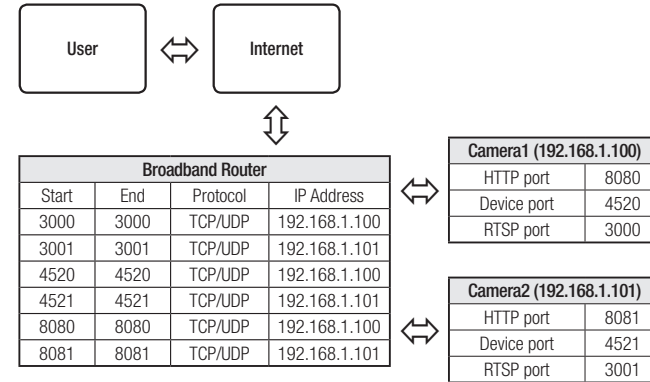 User
Internet
Broadband Router
Start End Protocol IP Address
3000 3000 TCP/UDP 192.168.1.100
3001 3001 TCP/UDP 192.168.1.101
4520 4520 TCP/UDP 192.168.1.100
4521 4521 TCP/UDP 192.168.1.101
8080 8080 TCP/UDP 192.168.1.100
8081 8081 TCP/UDP 192.168.1.101
Camera1 (192.168.1.100)
HTTP port 8080
Device port 4520
RTSP port 3000
Camera2 (192.168.1.101)
HTTP port 8081
Device port 4521
RTSP port 3001